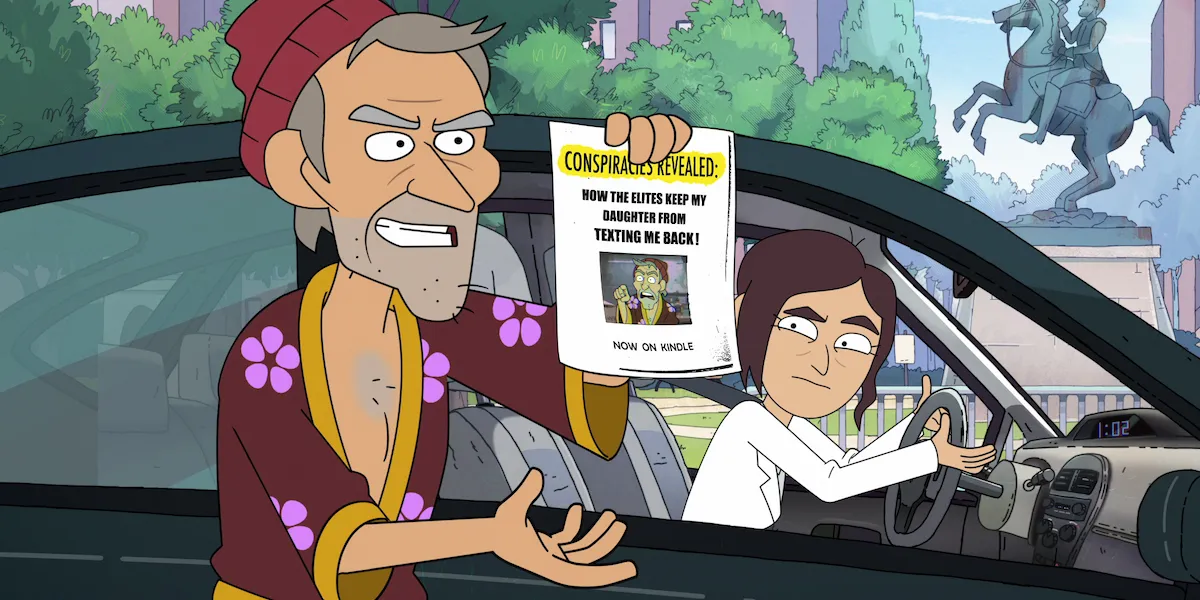 CONSPIRACIES REVEALED:
HOW THE ELITES KEEP MY
DAUGHTER FROM
TEXTING ME BACK!
NOW ON KINDLE
1:02